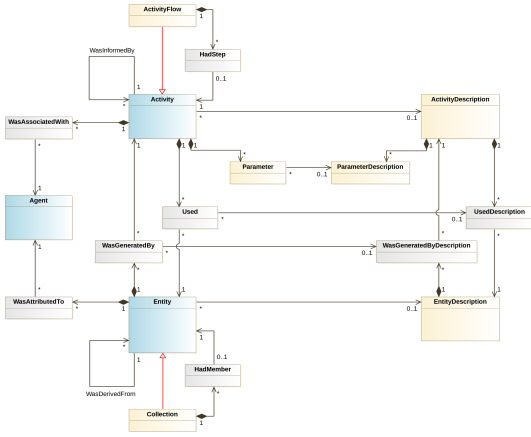 ActivityFlow
1
*
HadStep
WasInformedBy
0..1
1
*
1
Activity
ActivityDescription
WasAssociatedWith
*
1
*
0..1
*
1
1
1
1
1
*
*
*
Parameter
ParameterDescription
*
0..1
1
Agent
*
*
Used
UsedDescription
*
0..1
1
*
*
*
WasGeneratedBy
WasGeneratedByDescription
*
0..1
*
*
*
1
1
1
1
1
WasAttributedTo
*
1
Entity
*
0..1
EntityDescription
*
1
0..1
HadMember
WasDerivedFrom
*
Collection
1